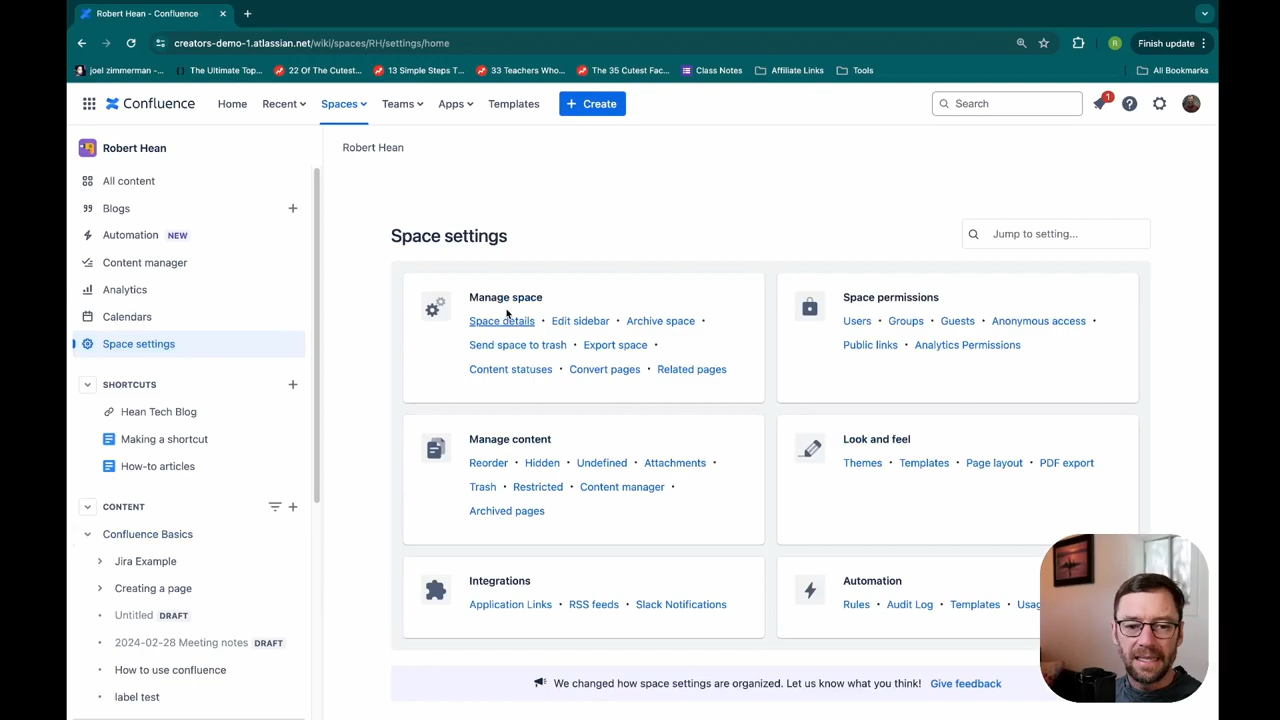 Robert Hean - Confluence
creators-demo-1.atlassian.net/wiki/spaces/RH/settings/home
R
Finish update
joel zimmerman -...
The Ultimate Top...
22 Of The Cutest...
13 Simple Steps T...
33 Teachers Who...
The 35 Cutest Fac...
Class Notes
Affiliate Links
Tools
All Bookmarks
Confluence
Home
Recent
Spaces
Teams
Apps
Templates
+ Create
Search
1
Robert Hean
All content
Blogs
Automation NEW
Content manager
Analytics
Calendars
Space settings
SHORTCUTS
Hean Tech Blog
Making a shortcut
How-to articles
CONTENT
Confluence Basics
Jira Example
Creating a page
Untitled DRAFT
2024-02-28 Meeting notes DRAFT
How to use confluence
label test
Robert Hean
Space settings
Jump to setting...
Manage space
Space details • Edit sidebar • Archive space •
Send space to trash • Export space •
Content statuses • Convert pages • Related pages
Space permissions
Users • Groups • Guests • Anonymous access •
Public links • Analytics Permissions
Manage content
Reorder • Hidden • Undefined • Attachments •
Trash • Restricted • Content manager •
Archived pages
Look and feel
Themes • Templates • Page layout • PDF export
Integrations
Application Links • RSS feeds • Slack Notifications
Automation
Rules • Audit Log • Templates •
We changed how space settings are organized. Let us know what you think! Give feedback